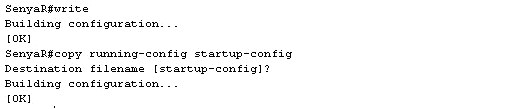 SenyaR#write
Building configuration...
[OK]
SenyaR#copy running-config startup-config
Destination filename [startup-config]?
Building configuration...
[OK]